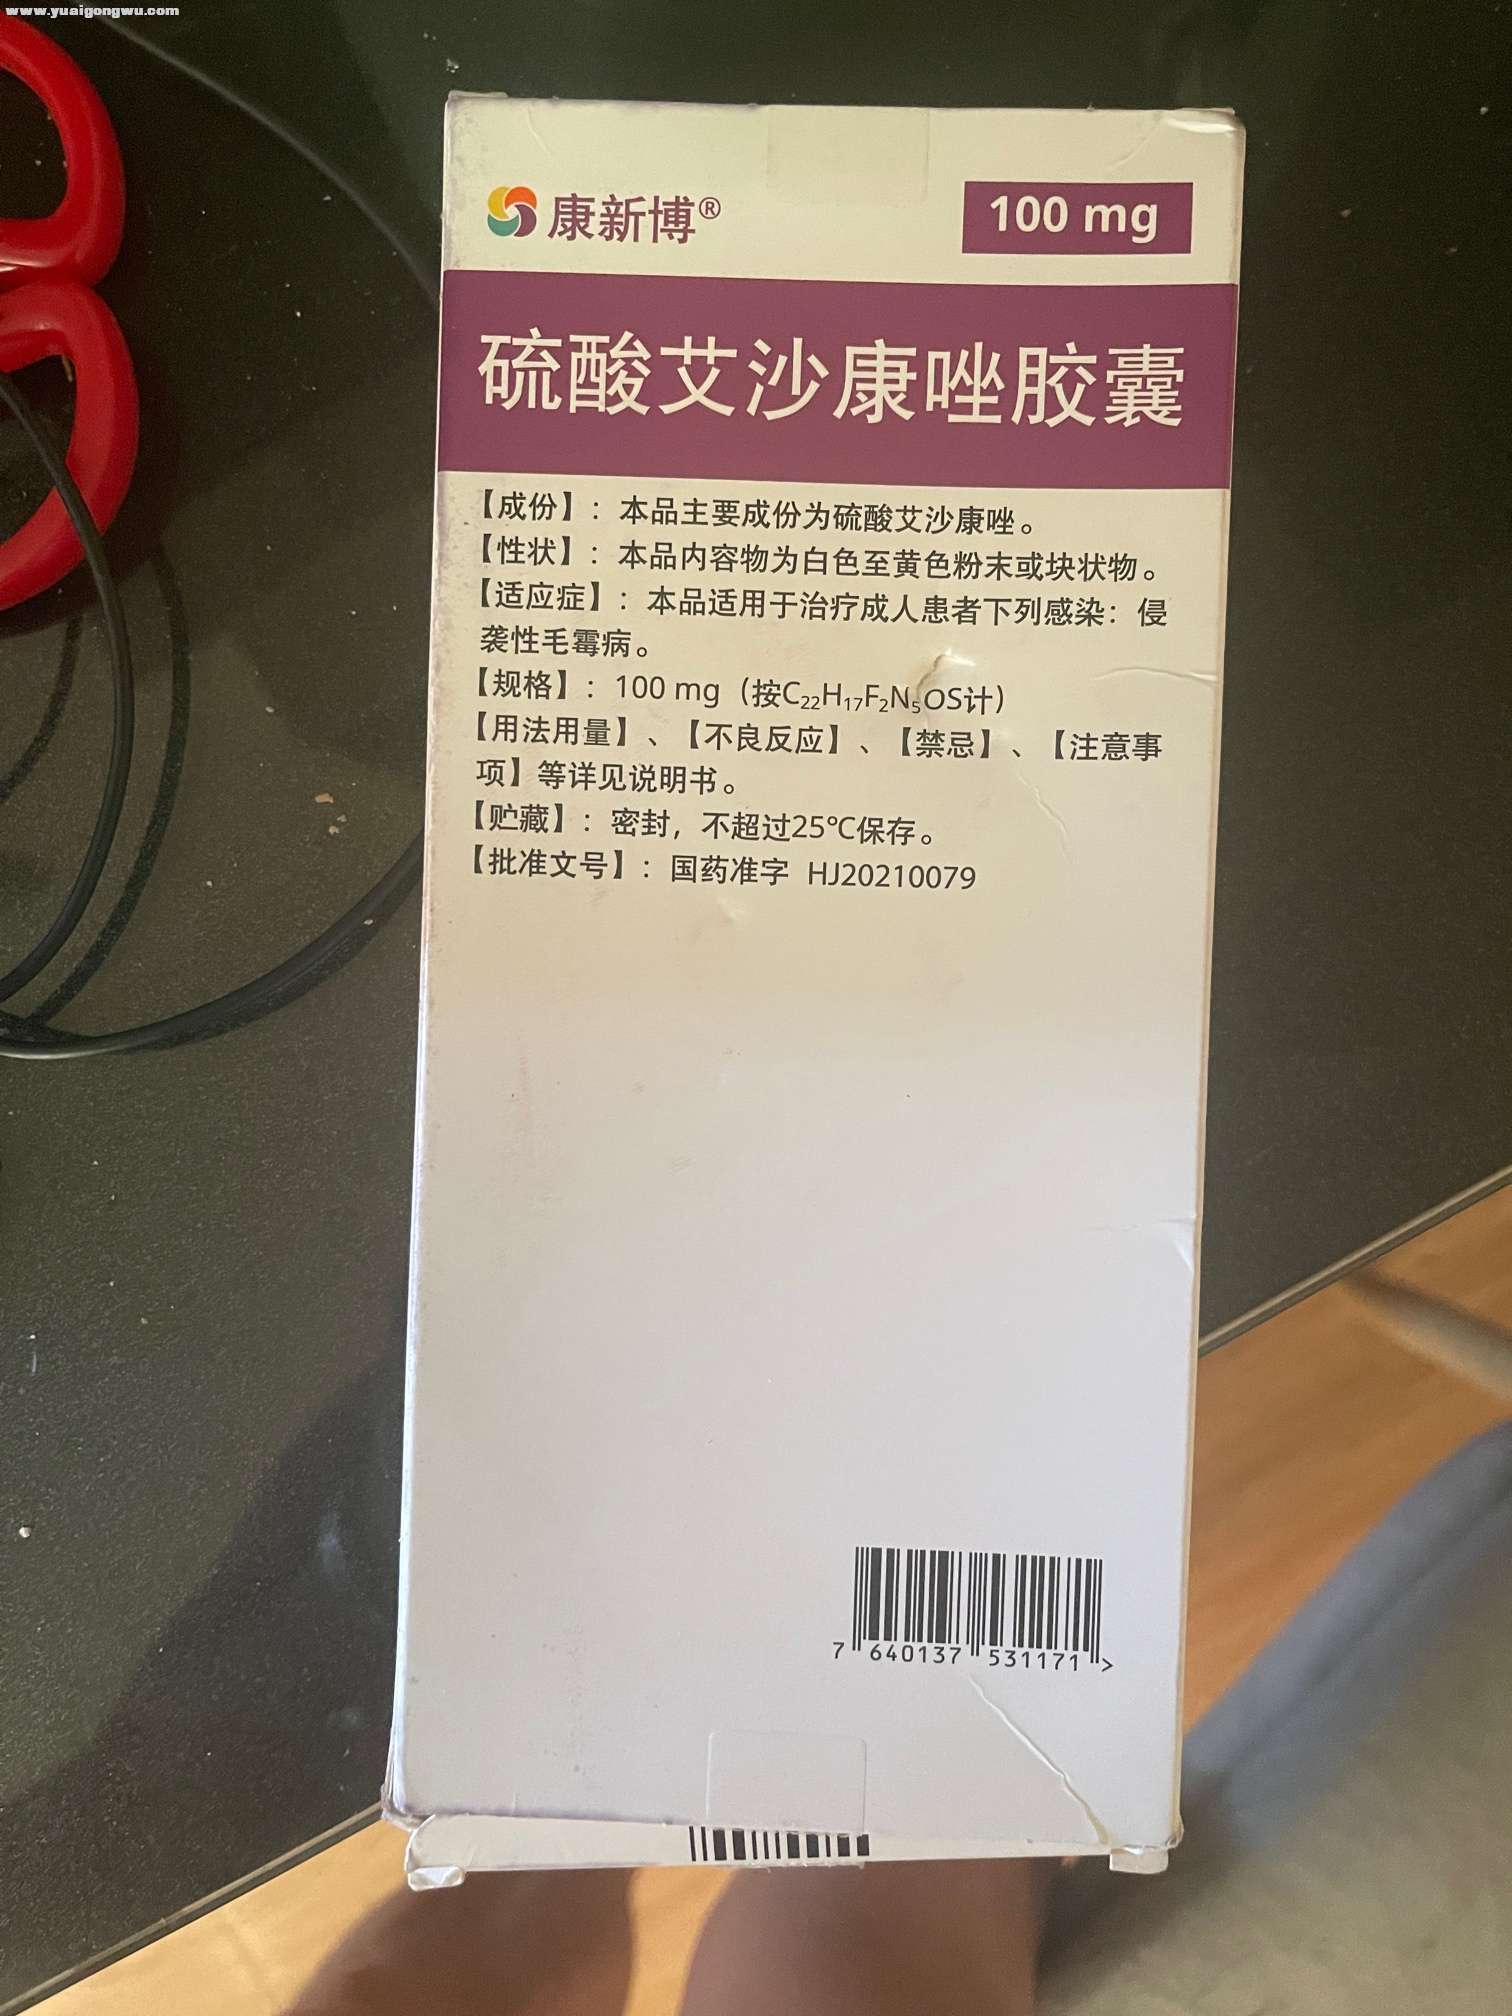 www.yuaigongwu.com
康新博®
100 mg
硫酸艾沙康唑胶囊
【成份】：本品主要成份为硫酸艾沙康唑。
【性状】：本品内容物为白色至黄色粉末或块状物。
【适应症】：本品适用于治疗成人患者下列感染：侵
袭性毛霉病。
【规格】：100 mg（按C₂₂H₁₇F₂N₅OS计）
【用法用量】、【不良反应】、【禁忌】、【注意事
项】等详见说明书。
【贮藏】：密封，不超过25℃保存。
【批准文号】：国药准字 HJ20210079
7 640137 531171 >